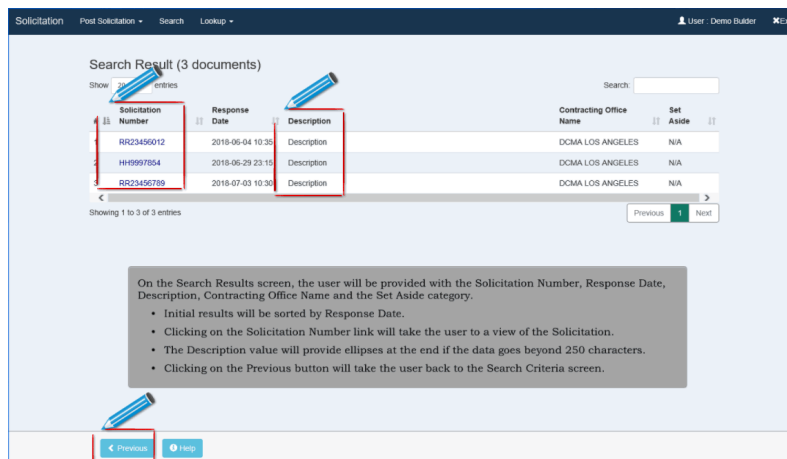 Solicitation Post Solicitation Search Lookup User : Demo Builder
Search Result (3 documents)
Show entries Search:
# Solicitation Number Response Date Description Contracting Office Name Set Aside
1 RR23456012 2018-06-04 10:35 Description DCMA LOS ANGELES N/A
2 HH9997854 2018-06-29 23:15 Description DCMA LOS ANGELES N/A
3 RR23456789 2018-07-03 10:30 Description DCMA LOS ANGELES N/A
Showing 1 to 3 of 3 entries Previous 1 Next
On the Search Results screen, the user will be provided with the Solicitation Number, Response Date,
Description, Contracting Office Name and the Set Aside category.
• Initial results will be sorted by Response Date.
• Clicking on the Solicitation Number link will take the user to a view of the Solicitation.
• The Description value will provide ellipses at the end if the data goes beyond 250 characters.
• Clicking on the Previous button will take the user back to the Search Criteria screen.
Previous Help